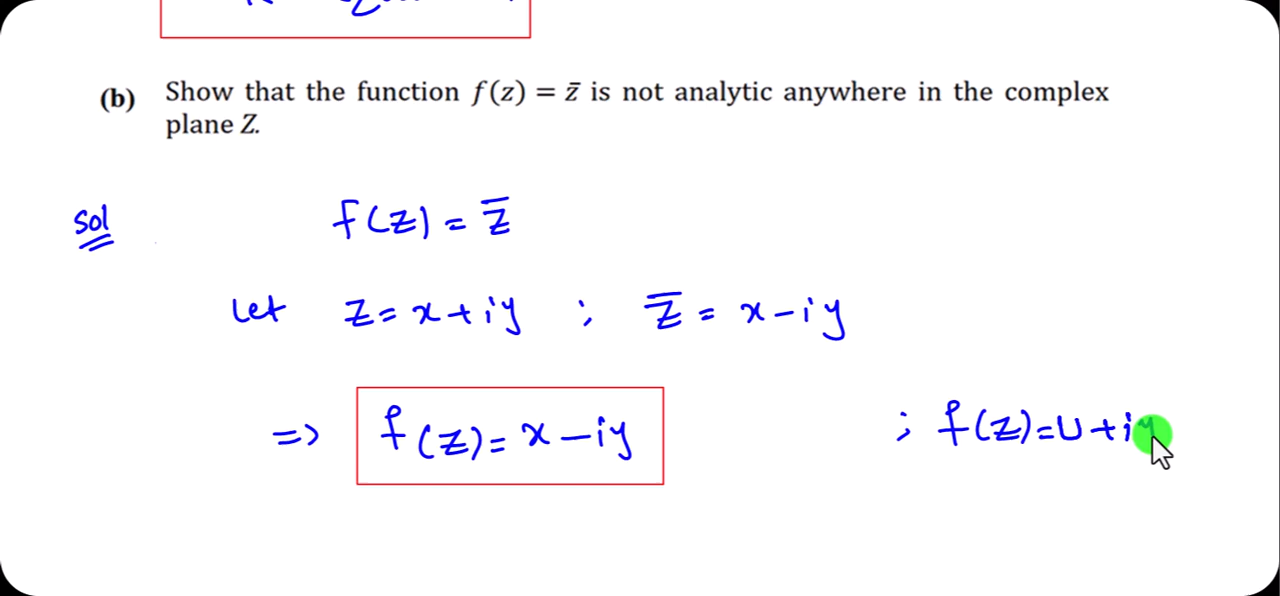 (b) Show that the function f(z) = z̄ is not analytic anywhere in the complex
plane Z.
Sol f(z) = z̄
Let z = x + iy ; z̄ = x - iy
=> f(z) = x - iy ; f(z) = U + i